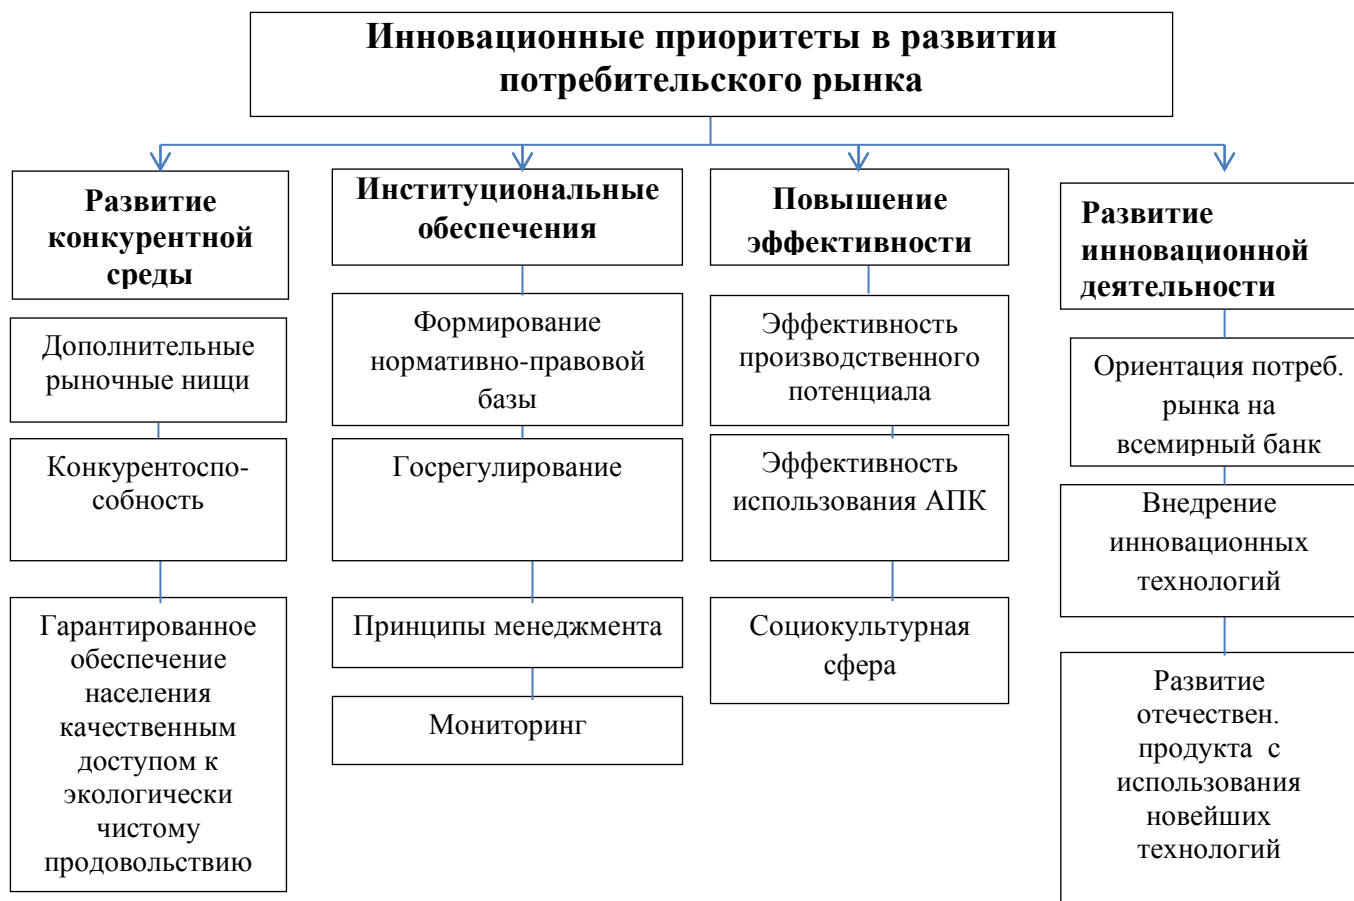 Инновационные приоритеты в развитии
потребительского рынка
Развитие
конкурентной
среды
Дополнительные
рыночные нищи
Конкурентоспо-
собность
Гарантированное
обеспечение
населения
качественным
доступом к
экологически
чистому
продовольствию
Институциональные
обеспечения
Формирование
нормативно-правовой
базы
Госрегулирование
Принципы менеджмента
Мониторинг
Повышение
эффективности
Эффективность
производственного
потенциала
Эффективность
использования АПК
Социокультурная
сфера
Развитие
инновационной
деятельности
Ориентация потреб.
рынка на
всемирный банк
Внедрение
инновационных
технологий
Развитие
отечествен.
продукта с
использования
новейших
технологий